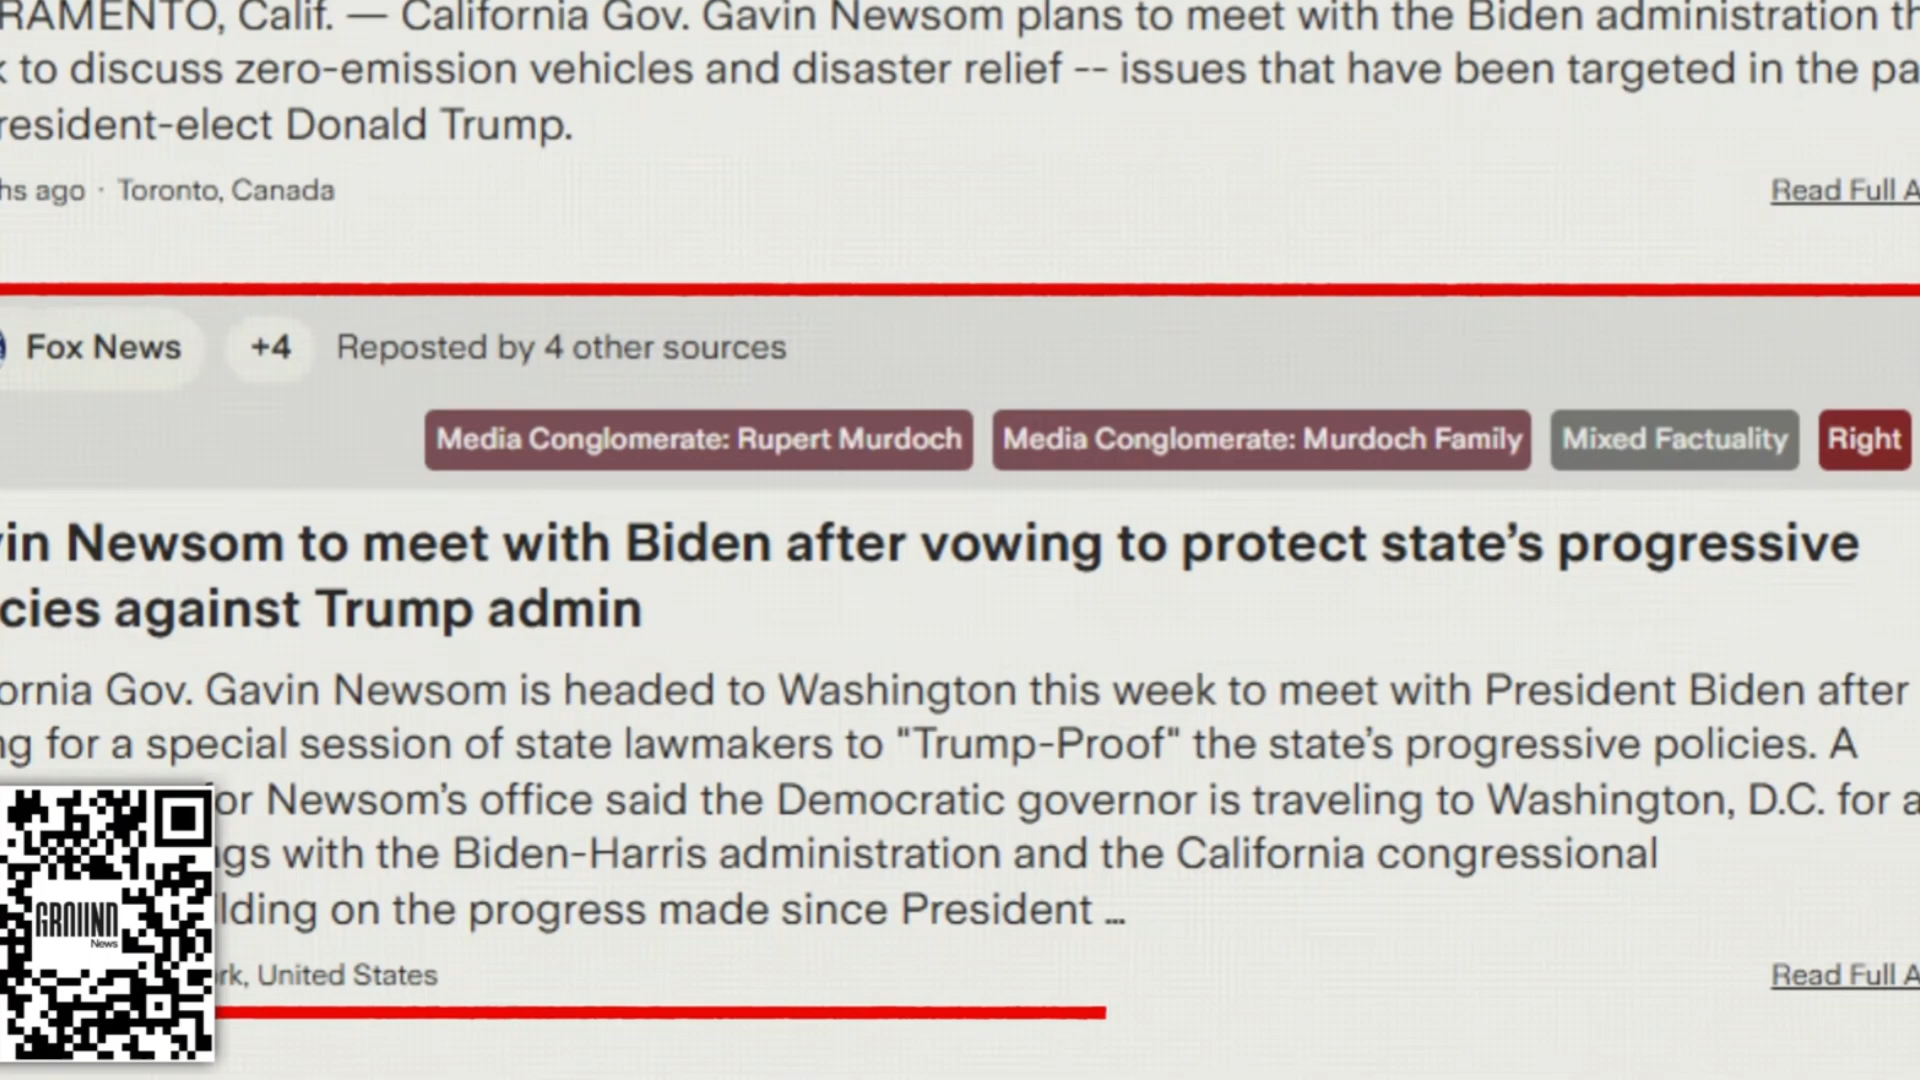 RAMENTO, Calif. — California Gov. Gavin Newsom plans to meet with the Biden administration th
k to discuss zero-emission vehicles and disaster relief -- issues that have been targeted in the pa
resident-elect Donald Trump.
hs ago · Toronto, Canada
Read Full A
Fox News +4 Reposted by 4 other sources
Media Conglomerate: Rupert Murdoch Media Conglomerate: Murdoch Family Mixed Factuality Right
vin Newsom to meet with Biden after vowing to protect state’s progressive
cies against Trump admin
ornia Gov. Gavin Newsom is headed to Washington this week to meet with President Biden after
ng for a special session of state lawmakers to "Trump-Proof" the state’s progressive policies. A
or Newsom’s office said the Democratic governor is traveling to Washington, D.C. for a
ngs with the Biden-Harris administration and the California congressional
lding on the progress made since President ...
GROUND
News
rk, United States
Read Full A